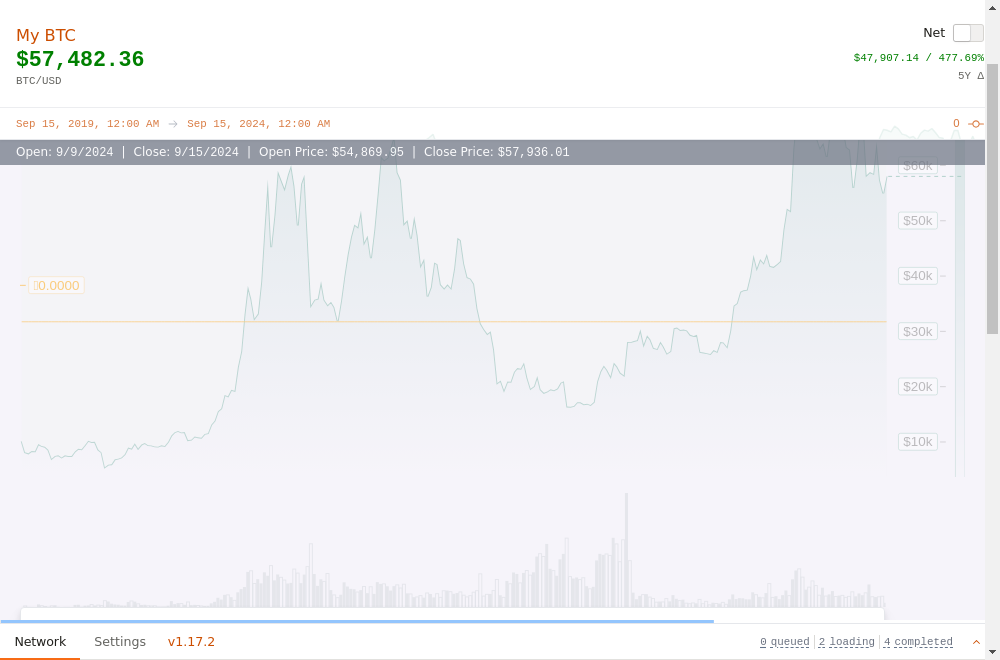 My BTC
$57,482.36
BTC/USD
Net
$47,907.14 / 477.69%
5Y Δ
Sep 15, 2019, 12:00 AM → Sep 15, 2024, 12:00 AM
0
Open: 9/9/2024 | Close: 9/15/2024 | Open Price: $54,869.95 | Close Price: $57,936.01
$60k
$50k
$40k
0.0000
$30k
$20k
$10k
Network Settings v1.17.2
0 queued 2 loading 4 completed